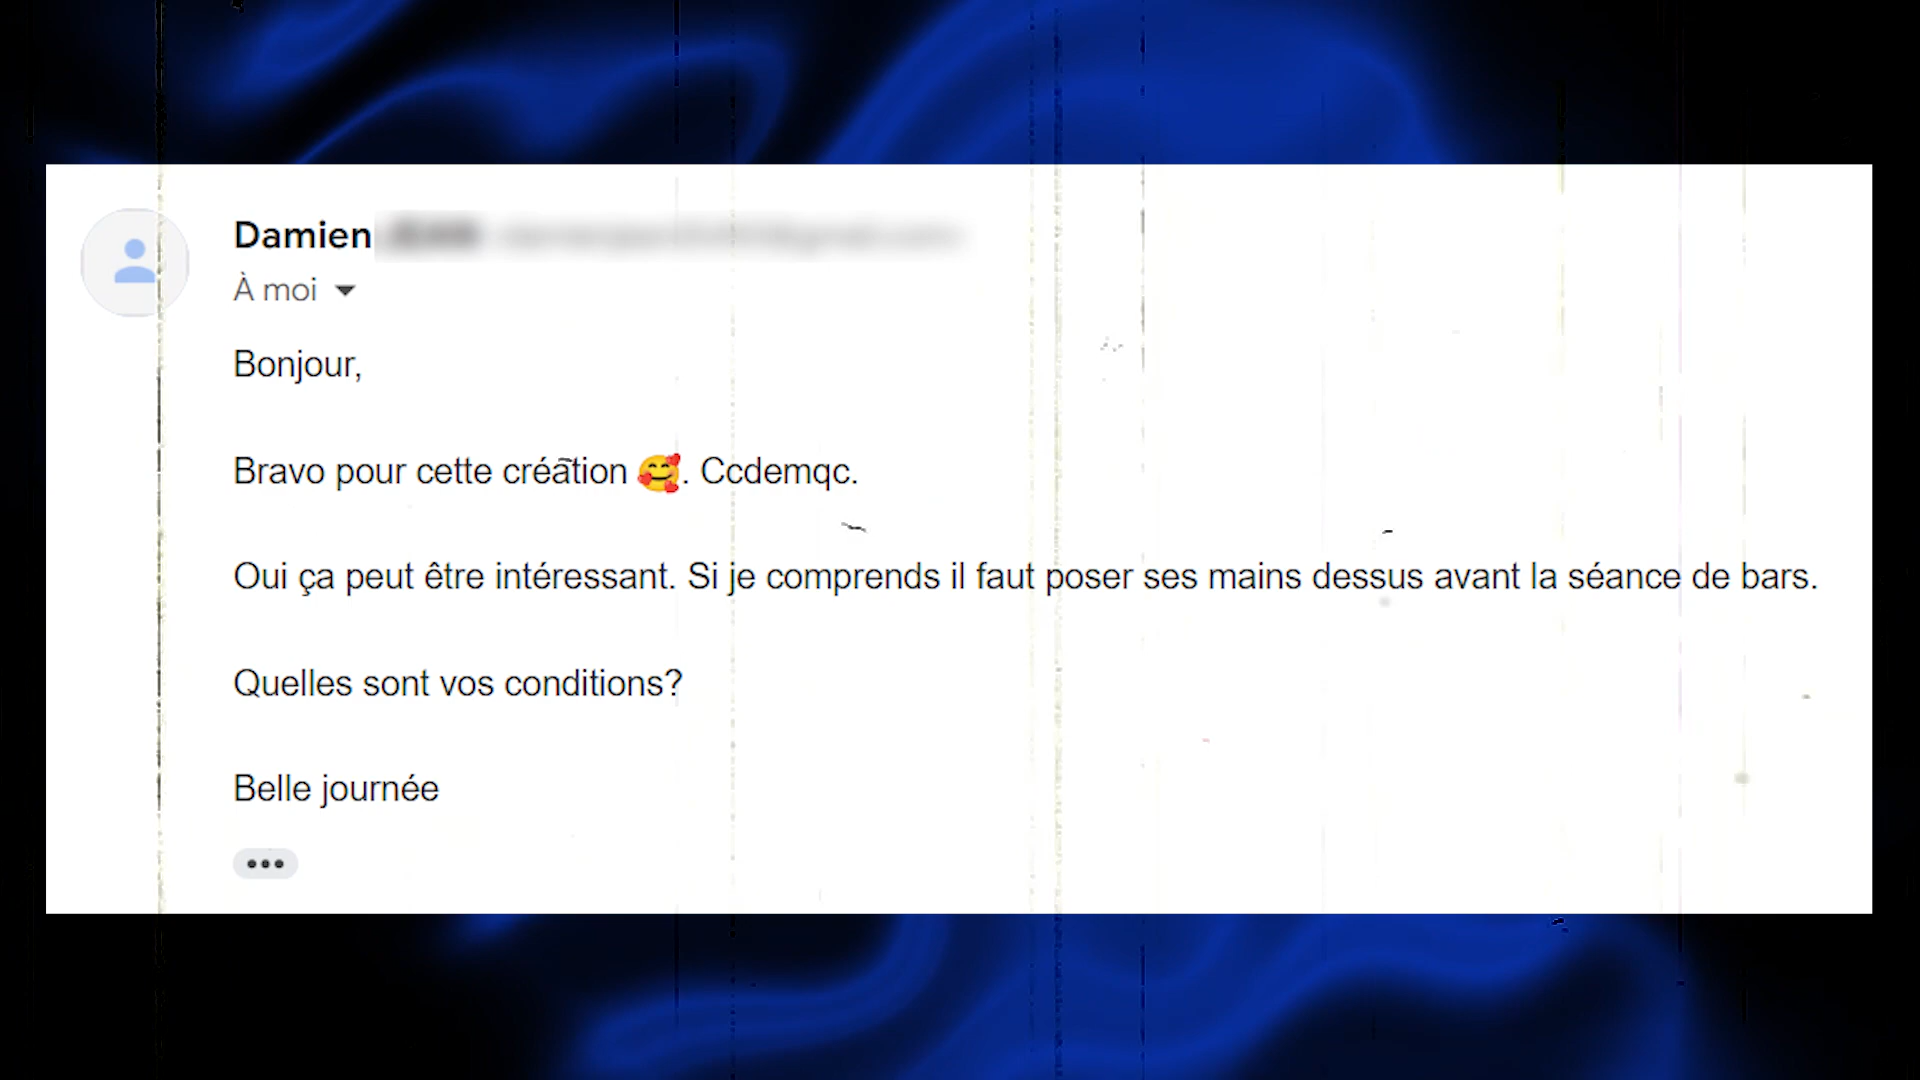 Damien
À moi
Bonjour,
Bravo pour cette création 🥰. Ccdemqc.
Oui ça peut être intéressant. Si je comprends il faut poser ses mains dessus avant la séance de bars.
Quelles sont vos conditions?
Belle journée